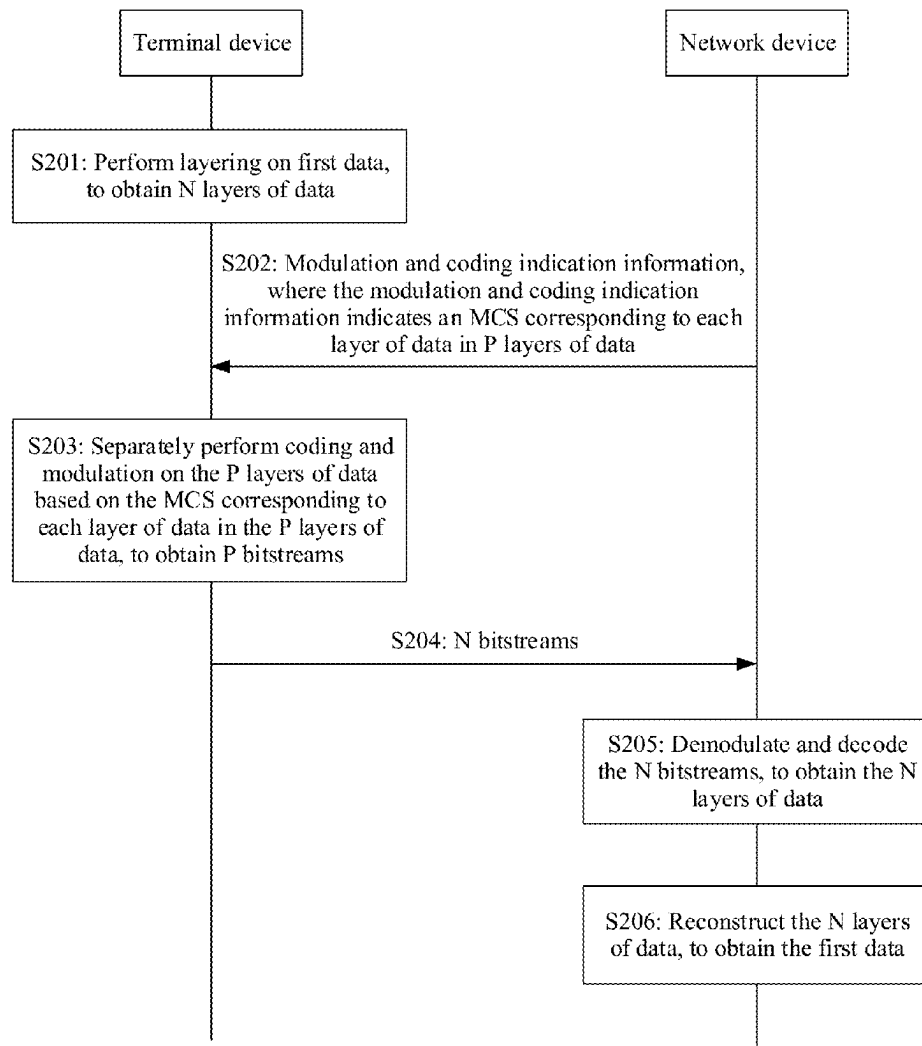 Terminal device
Network device
S201: Perform layering on first data,
to obtain N layers of data
S202: Modulation and coding indication information,
where the modulation and coding indication
information indicates an MCS corresponding to each
layer of data in P layers of data
S203: Separately perform coding and
modulation on the P layers of data
based on the MCS corresponding to
each layer of data in the P layers of
data, to obtain P bitstreams
S204: N bitstreams
S205: Demodulate and decode
the N bitstreams, to obtain the N
layers of data
S206: Reconstruct the N layers
of data, to obtain the first data